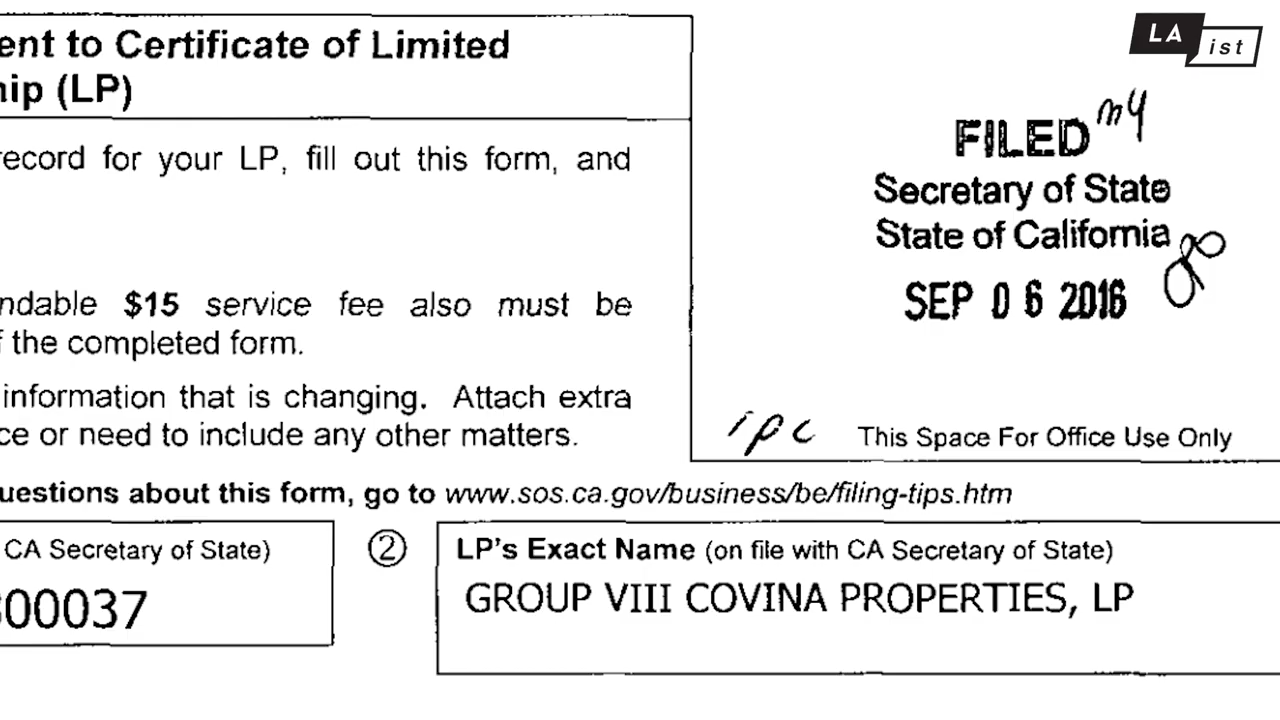 LA ist
ent to Certificate of Limited
hip (LP)
record for your LP, fill out this form, and
ndable $15 service fee also must be
f the completed form.
information that is changing. Attach extra
ce or need to include any other matters.
FILED
Secretary of State
State of California
SEP 06 2016
ipc
This Space For Office Use Only
uestions about this form, go to www.sos.ca.gov/business/be/filing-tips.htm
CA Secretary of State)
00037
② LP's Exact Name (on file with CA Secretary of State)
GROUP VIII COVINA PROPERTIES, LP